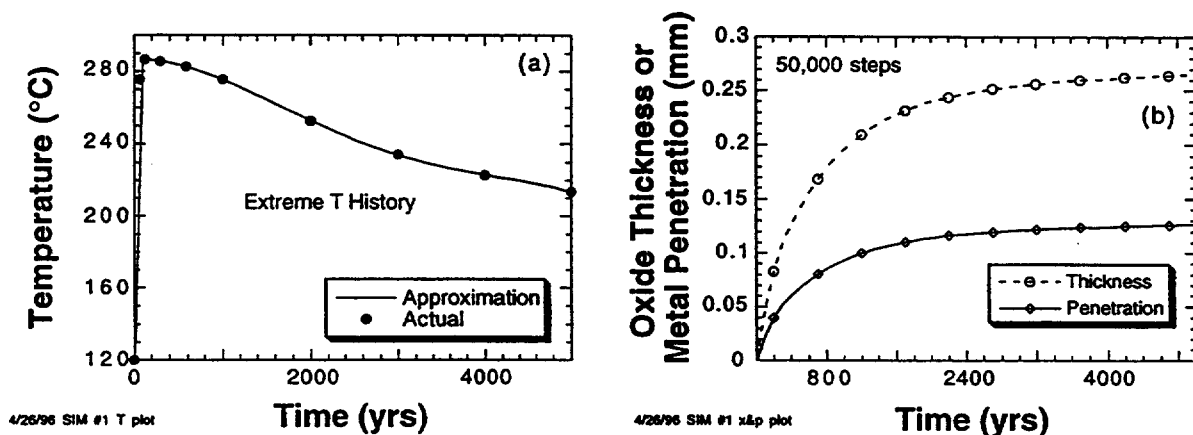 Temperature (°C)
280
240
200
160
120
(a)
Extreme T History
Approximation
Actual
0
2000
4000
Time (yrs)
4/26/96 SIM #1 T plot
Oxide Thickness or
Metal Penetration (mm)
0.3
0.25
0.2
0.15
0.1
0.05
0
50,000 steps
(b)
Thickness
Penetration
800
2400
4000
Time (yrs)
4/26/96 SIM #1 x&p plot